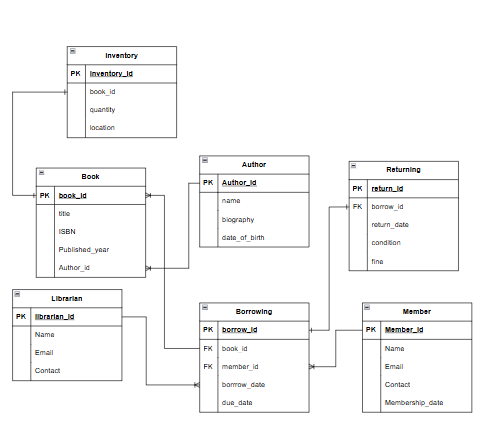 Inventory
PK Inventory_id
book_id
quantity
location
Book
PK book_id
title
ISBN
Published_year
Author_id
Author
PK Author_id
name
biography
date_of_birth
Returning
PK return_id
FK borrow_id
return_date
condition
fine
Librarian
PK librarian_id
Name
Email
Contact
Borrowing
PK borrow_id
FK book_id
FK member_id
borrow_date
due_date
Member
PK Member_id
Name
Email
Contact
Membership_date